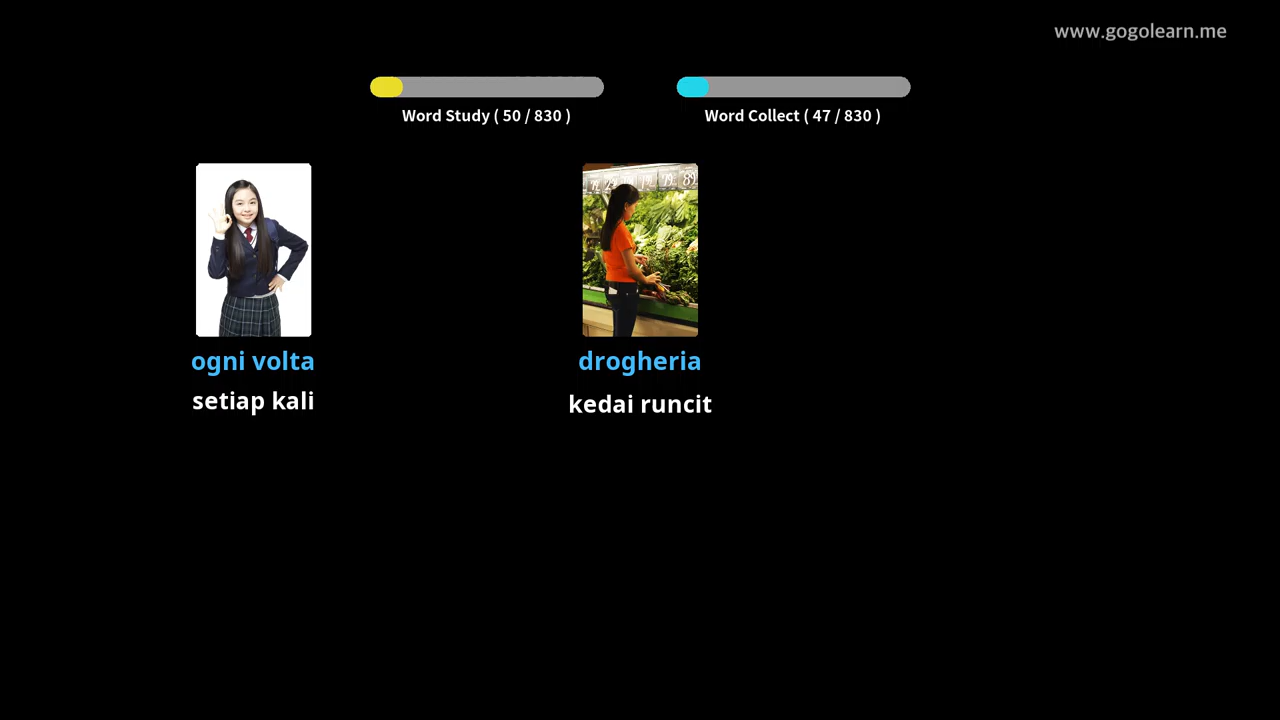 www.gogolearn.me
Word Study ( 50 / 830 )
Word Collect ( 47 / 830 )
ogni volta
drogheria
setiap kali
kedai runcit